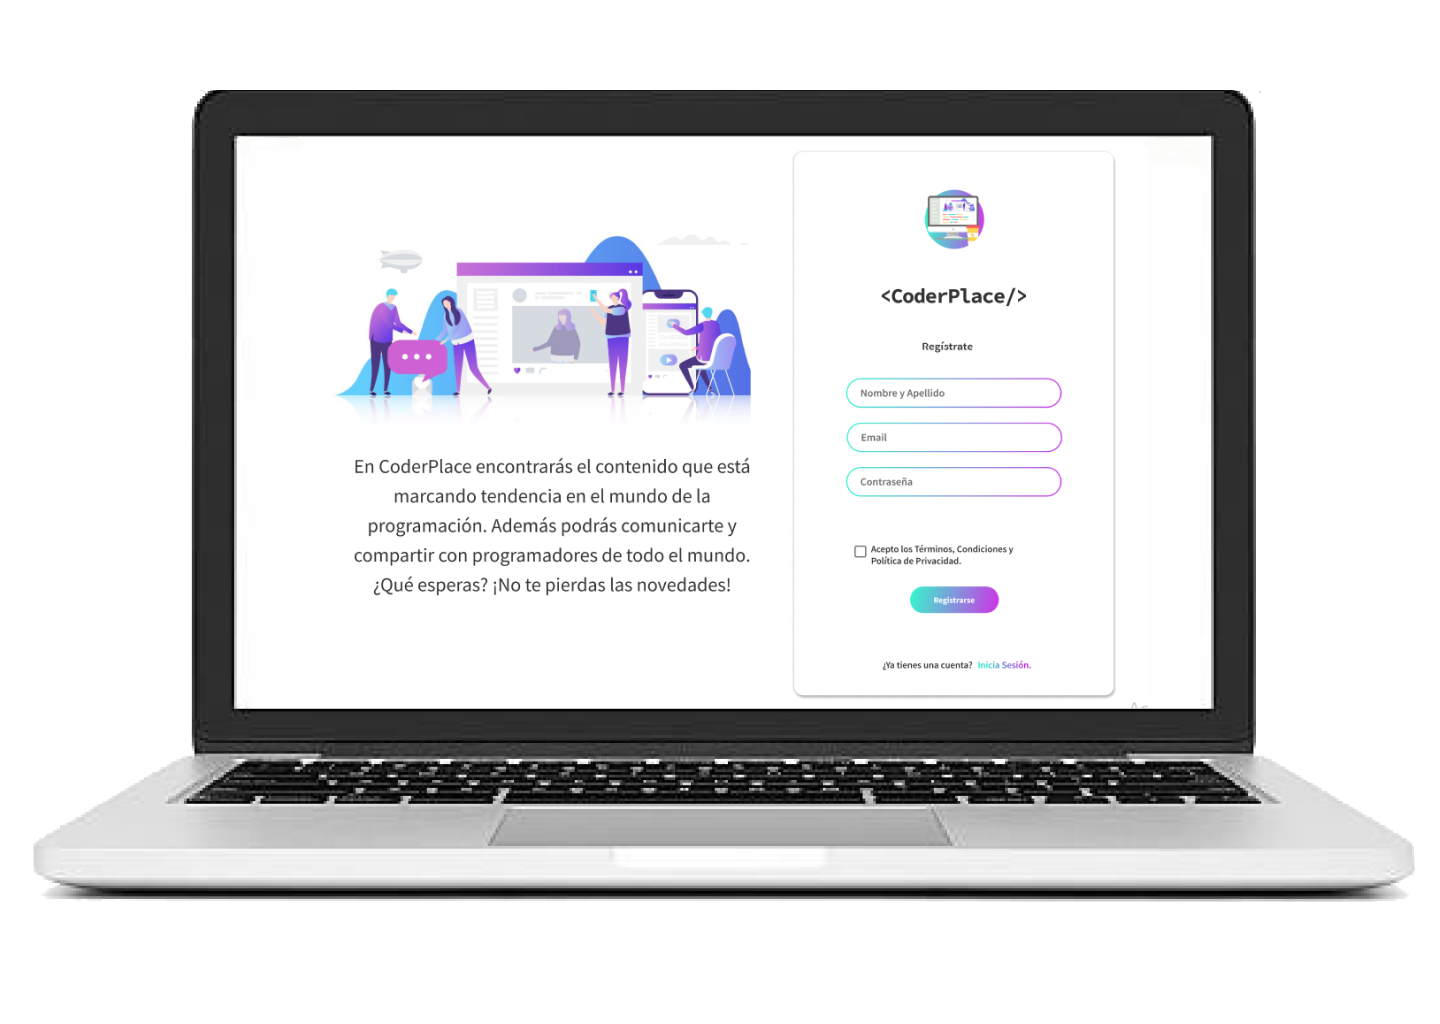 En CoderPlace encontrarás el contenido que está
marcando tendencia en el mundo de la
programación. Además podrás comunicarte y
compartir con programadores de todo el mundo.
¿Qué esperas? ¡No te pierdas las novedades!
<CoderPlace/>
Regístrate
Nombre y Apellido
Email
Contraseña
Acepto los Términos, Condiciones y
Política de Privacidad.
Registrarse
¿Ya tienes una cuenta? Inicia Sesión.